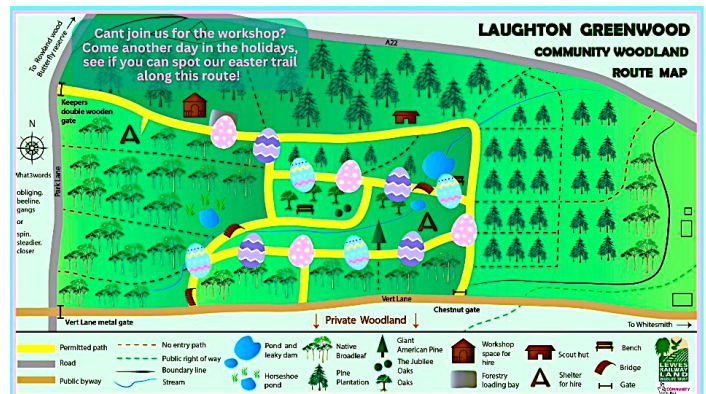 Cant join us for the workshop?
Come another day in the holidays,
see if you can spot our easter trail
along this route!
LAUGHTON GREENWOOD
COMMUNITY WOODLAND
ROUTE MAP
To Rowland wood
Butterfly reserve
A22
Keepers
double wooden
gate
N
What3words
obliging.
beeline.
gangs
or
spin.
steadier.
closer
Park Lane
Vert Lane
Chestnut gate
Vert Lane metal gate
Private Woodland
To Whitesmith
Permitted path
Road
Public byway
No entry path
Public right of way
Boundary line
Stream
Pond and
leaky dam
Horseshoe
pond
Native
Broadleaf
Pine
Plantation
Giant
American Pine
The Jubilee
Oaks
Oaks
Workshop
space for
hire
Forestry
loading bay
Scout hut
Shelter
for hire
Bench
Bridge
Gate
LEWES
RAILWAY
LAND